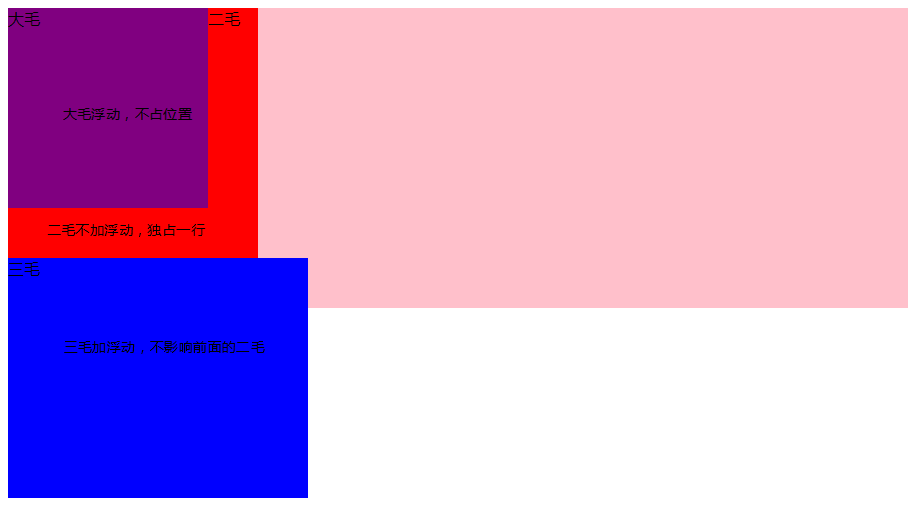 大毛
二毛
大毛浮动，不占位置
二毛不加浮动，独占一行
三毛
三毛加浮动，不影响前面的二毛